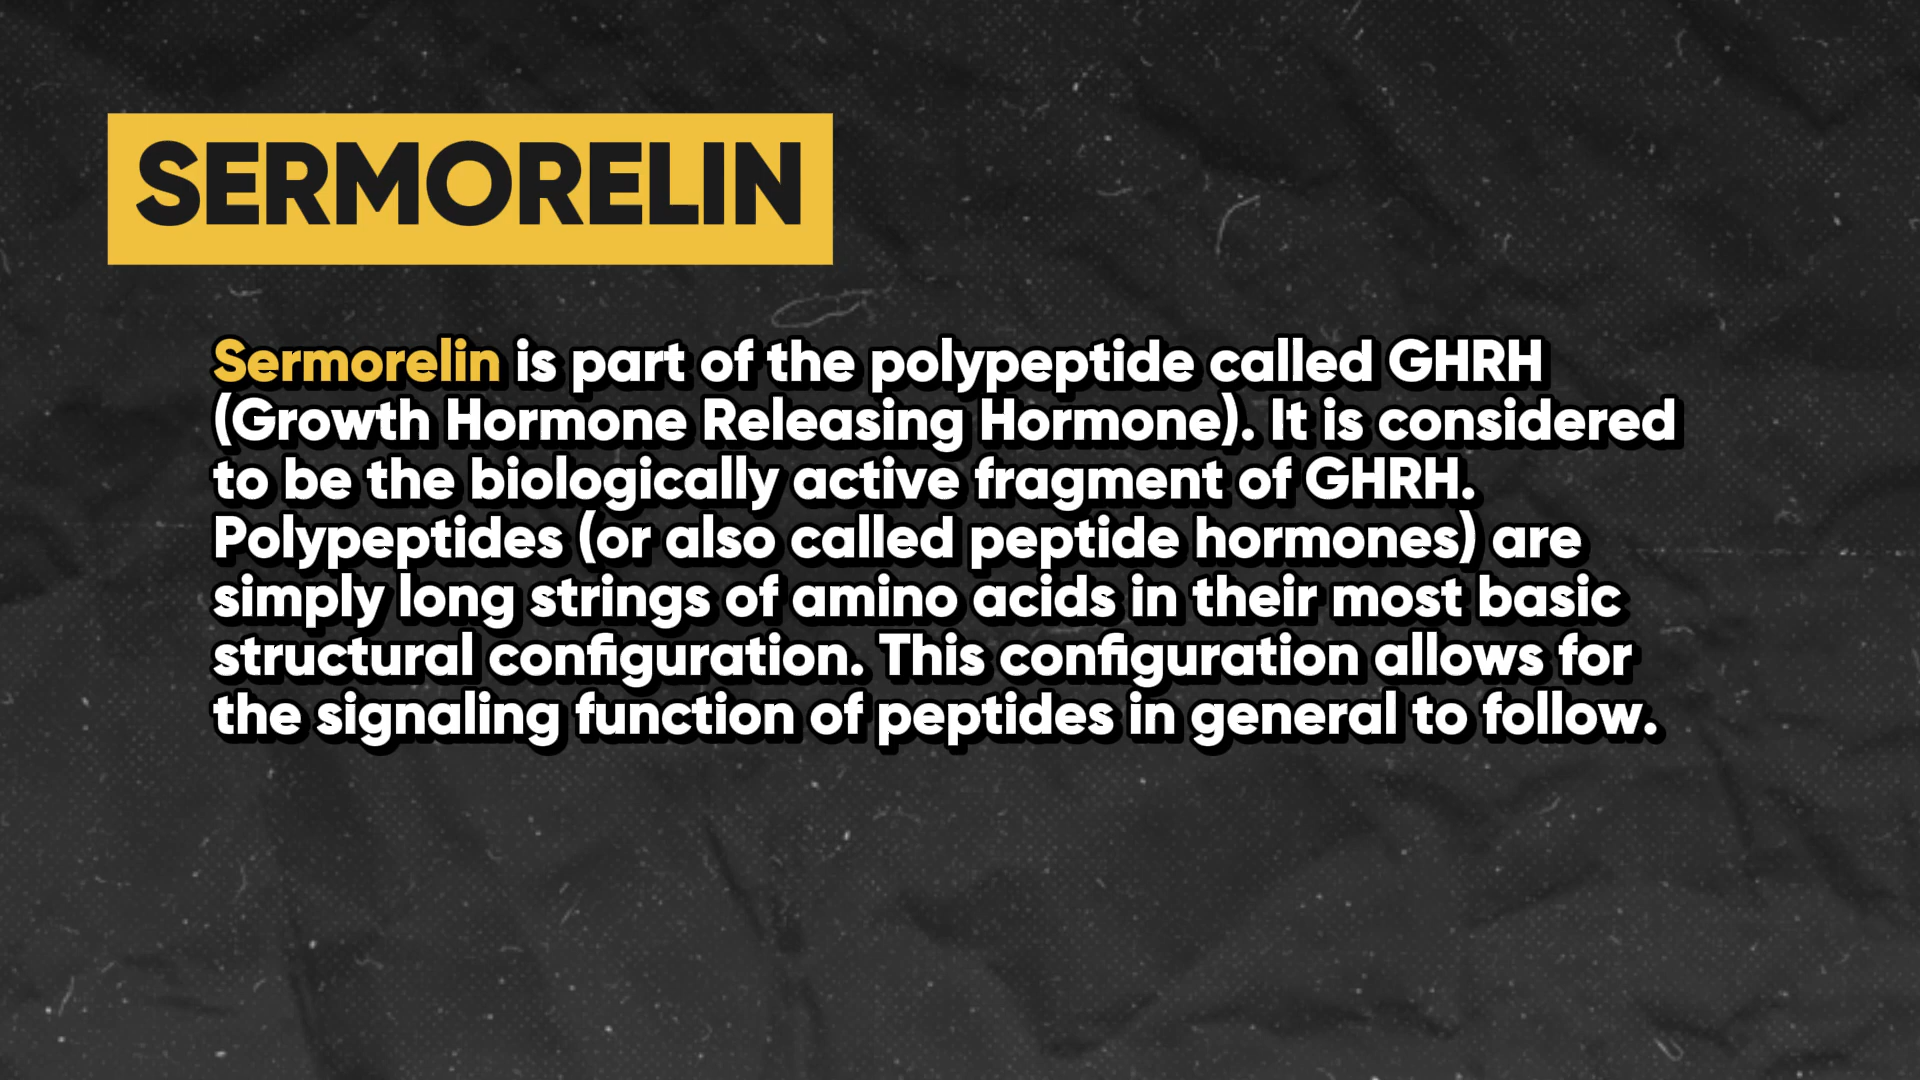 SERMORELIN
Sermorelin is part of the polypeptide called GHRH
(Growth Hormone Releasing Hormone). It is considered
to be the biologically active fragment of GHRH.
Polypeptides (or also called peptide hormones) are
simply long strings of amino acids in their most basic
structural configuration. This configuration allows for
the signaling function of peptides in general to follow.